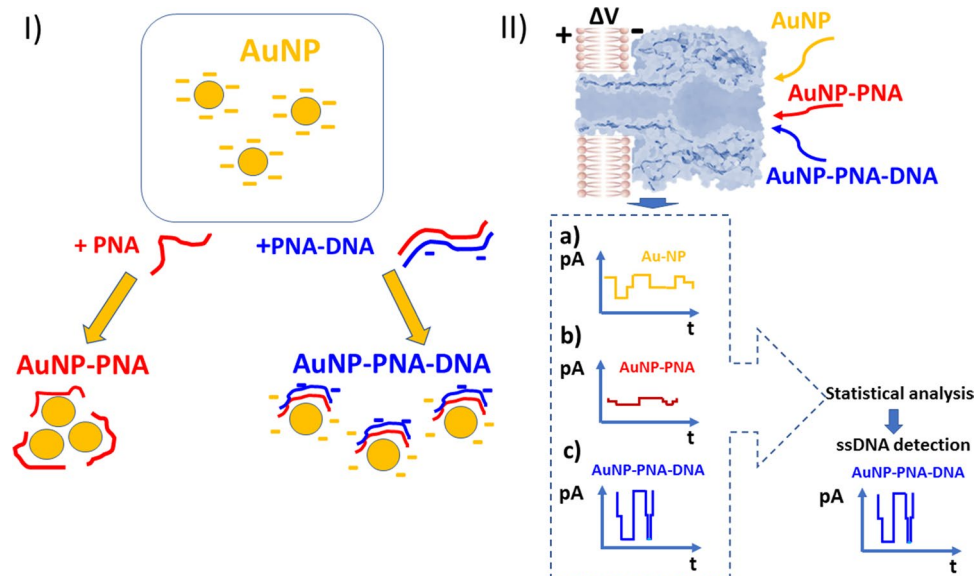 I)
AuNP
+ PNA
+PNA-DNA
AuNP-PNA
AuNP-PNA-DNA
II)
ΔV
+
-
AuNP
AuNP-PNA
AuNP-PNA-DNA
a)
pA
Au-NP
t
b)
pA
AuNP-PNA
t
c)
AuNP-PNA-DNA
pA
t
Statistical analysis
ssDNA detection
AuNP-PNA-DNA
pA
t